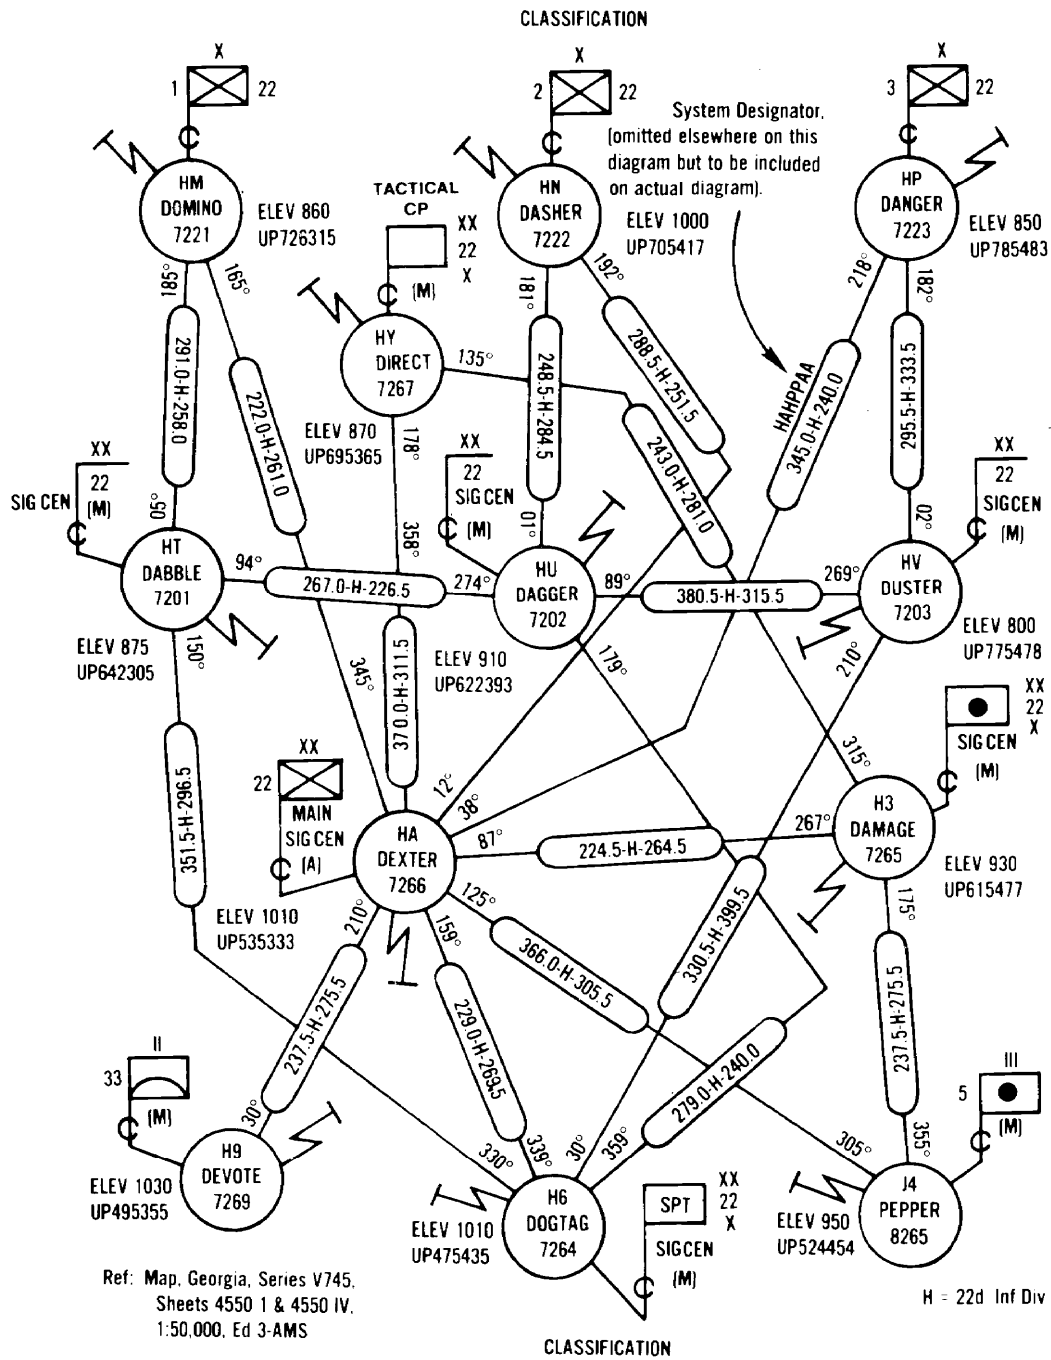 CLASSIFICATION
X
1
22
X
2
22
X
3
22
System Designator,
(omitted elsewhere on this
diagram but to be included
on actual diagram).
HM
DOMINO
7221
ELEV 860
UP726315
TACTICAL
CP
XX
22
X
(M)
HN
DASHER
7222
ELEV 1000
UP705417
HP
DANGER
7223
ELEV 850
UP785483
185°
165°
HY
DIRECT
7267
135°
181°
192°
218°
182°
291.0-H-258.0
222.0-H-261.0
248.5-H-284.5
288.5-H-251.5
HAHPPAA
345.0-H-240.0
295.5-H-333.5
ELEV 870
UP695365
178°
243.0-H-281.0
XX
22
SIG CEN
(M)
XX
22
SIG CEN
(M)
XX
22
SIG CEN
(M)
05°
358°
01°
02°
HT
DABBLE
7201
94°
267.0-H-226.5
274°
HU
DAGGER
7202
89°
380.5-H-315.5
269°
HV
DUSTER
7203
ELEV 875
UP642305
150°
ELEV 910
UP622393
179°
210°
ELEV 800
UP775478
345°
370.0-H-311.5
XX
22
X
SIG CEN
(M)
XX
22
MAIN
SIG CEN
(A)
351.5-H-296.5
12°
38°
87°
HA
DEXTER
7266
224.5-H-264.5
315°
267°
H3
DAMAGE
7265
ELEV 930
UP615477
ELEV 1010
UP535333
210°
159°
125°
366.0-H-305.5
330.5-H-399.5
175°
237.5-H-275.5
229.0-H-269.5
279.0-H-240.0
237.5-H-275.5
II
33
(M)
III
5
(M)
30°
330°
339°
30°
359°
305°
355°
H9
DEVOTE
7269
ELEV 1030
UP495355
H6
DOGTAG
7264
ELEV 1010
UP475435
SPT
XX
22
X
SIG CEN
(M)
J4
PEPPER
8265
ELEV 950
UP524454
Ref: Map, Georgia, Series V745,
Sheets 4550 1 & 4550 IV,
1:50,000, Ed 3-AMS
H = 22d Inf Div
CLASSIFICATION